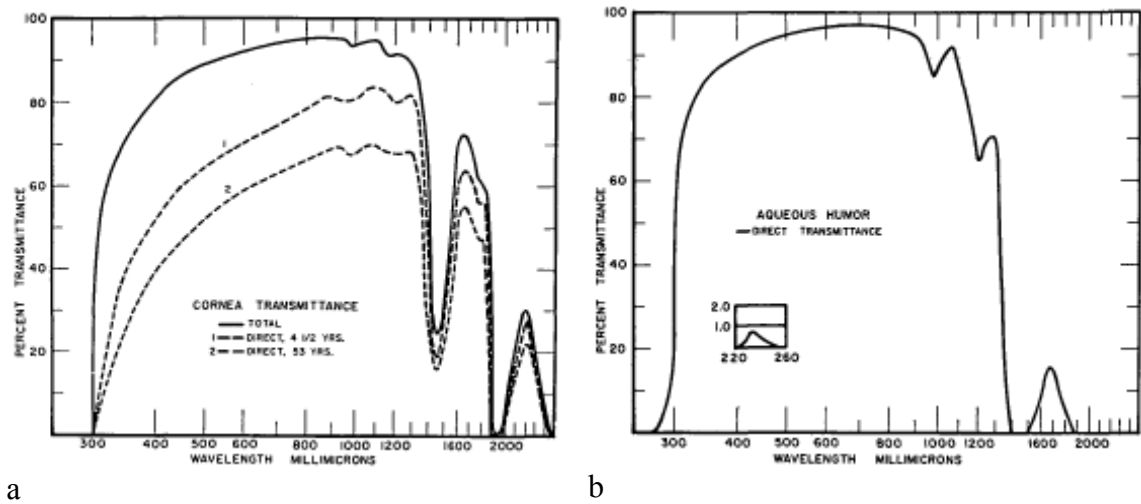 100
80
60
40
20
PERCENT TRANSMITTANCE
CORNEA TRANSMITTANCE
TOTAL
1 DIRECT, 4 1/2 YRS.
2 DIRECT, 53 YRS.
1
2
300 400 600 800 1000 1200 1600 2000
WAVELENGTH MILLIMICRONS
a
100
80
60
40
20
PERCENT TRANSMITTANCE
AQUEOUS HUMOR
DIRECT TRANSMITTANCE
2.0
1.0
220 260
300 400 600 800 1000 1200 1600 2000
WAVELENGTH MILLIMICRONS
b